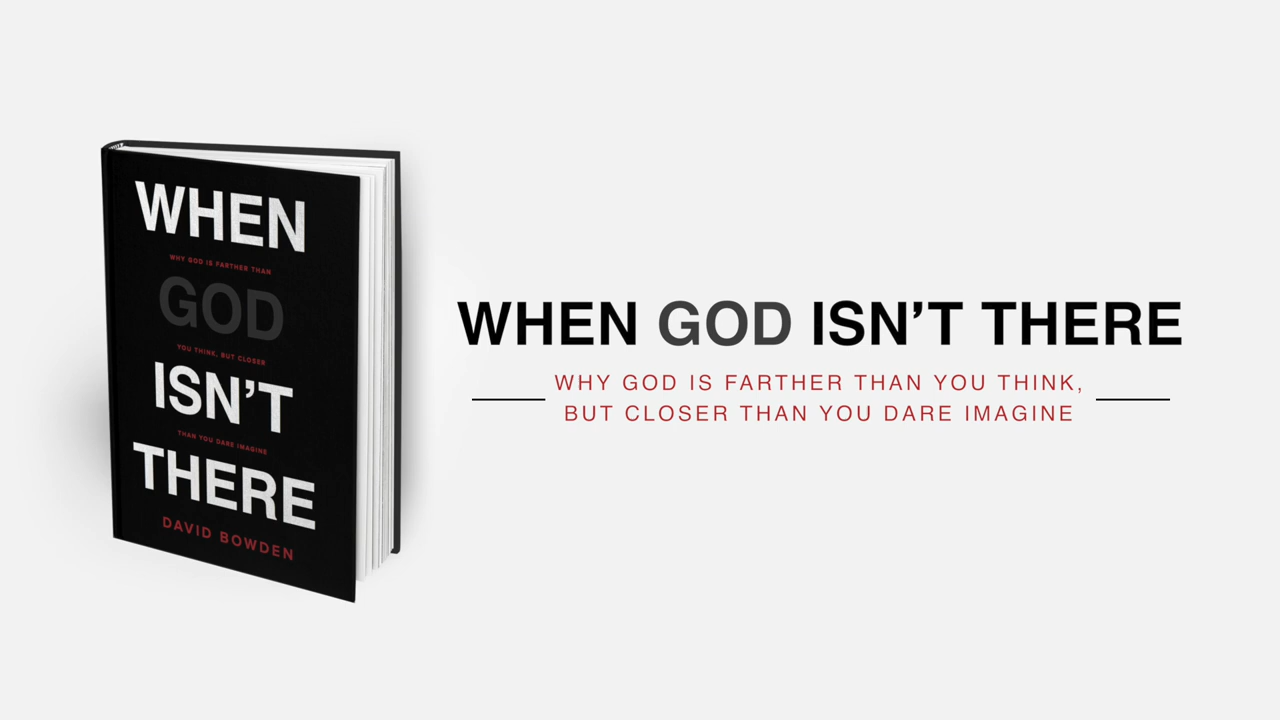 WHEN
WHY GOD IS FARTHER THAN
GOD
YOU THINK, BUT CLOSER
ISN’T
THAN YOU DARE IMAGINE
THERE
DAVID BOWDEN
WHEN GOD ISN’T THERE
WHY GOD IS FARTHER THAN YOU THINK,
BUT CLOSER THAN YOU DARE IMAGINE